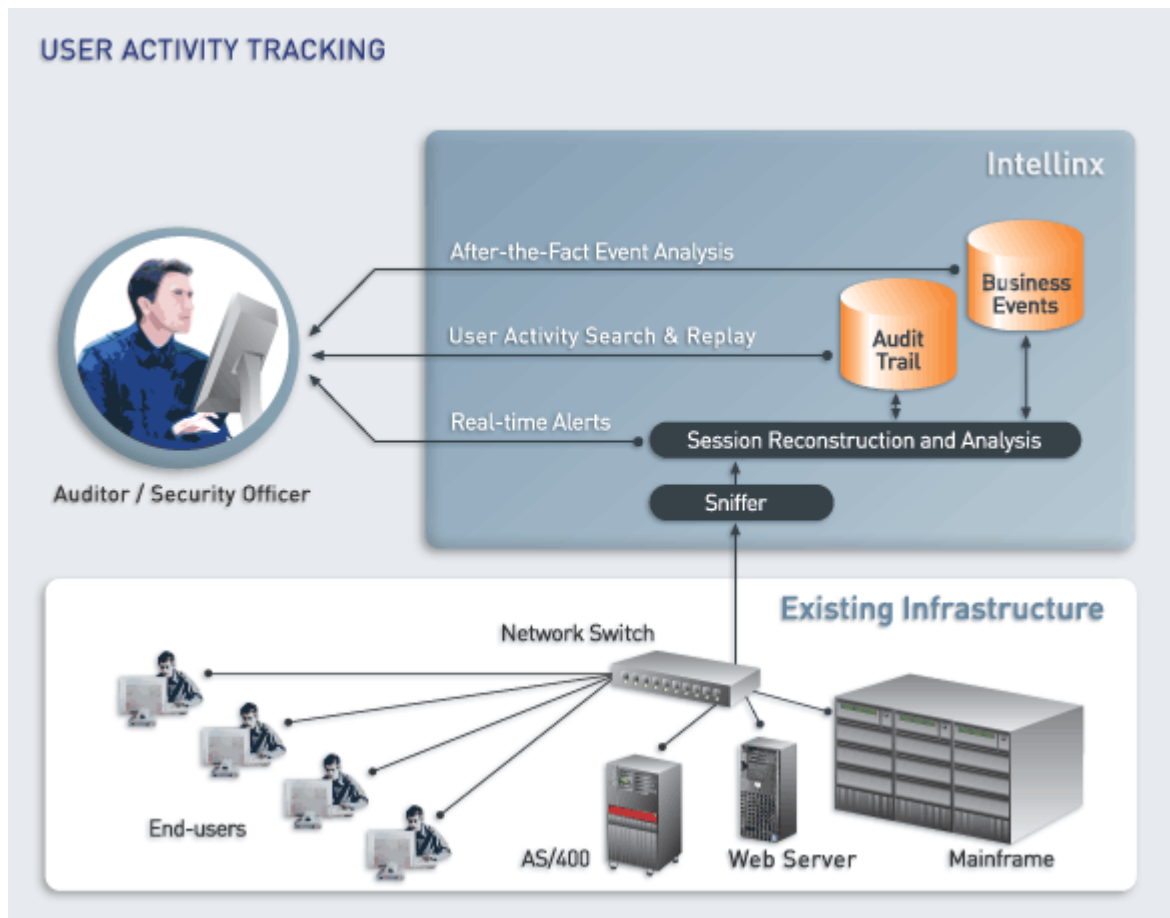 USER ACTIVITY TRACKING
Intellinx
After-the-Fact Event Analysis
Business
Events
User Activity Search & Replay
Audit
Trail
Real-time Alerts
Session Reconstruction and Analysis
Auditor / Security Officer
Sniffer
Existing Infrastructure
Network Switch
End-users
AS/400
Web Server
Mainframe